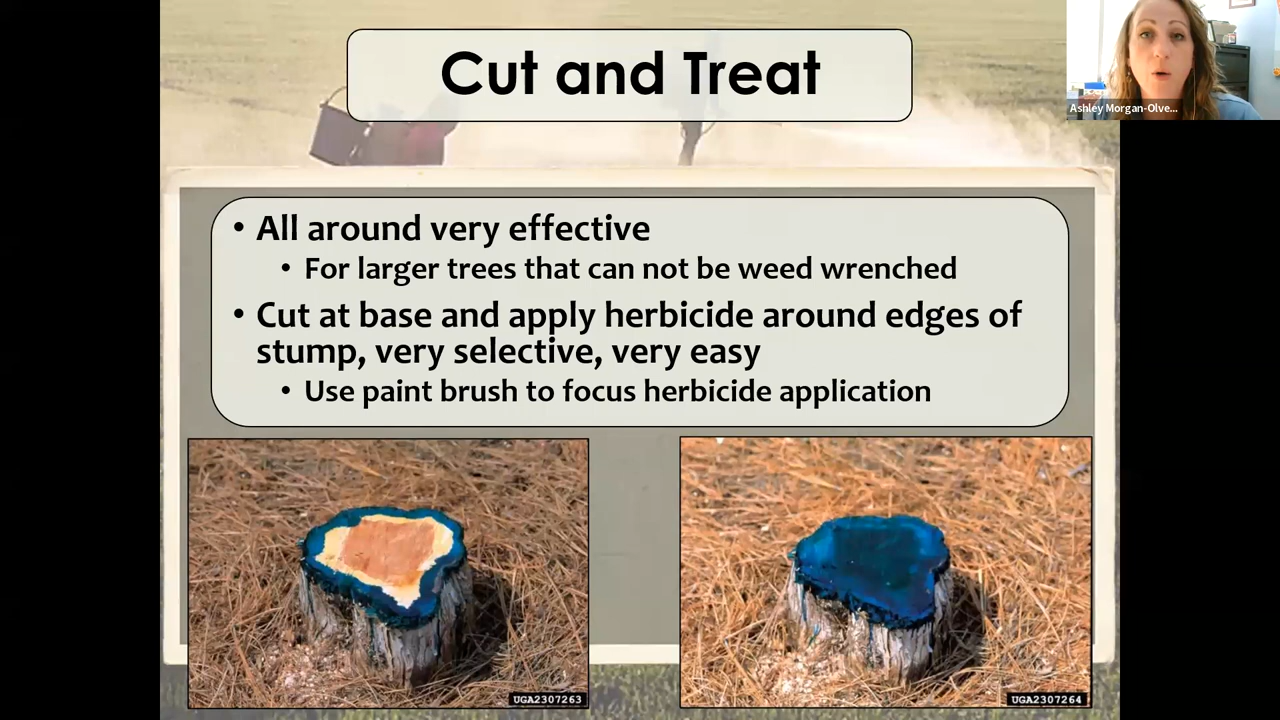 Cut and Treat
Ashley Morgan-Olve...
• All around very effective
• For larger trees that can not be weed wrenched
• Cut at base and apply herbicide around edges of
stump, very selective, very easy
• Use paint brush to focus herbicide application
UGA2307263
UGA2307264